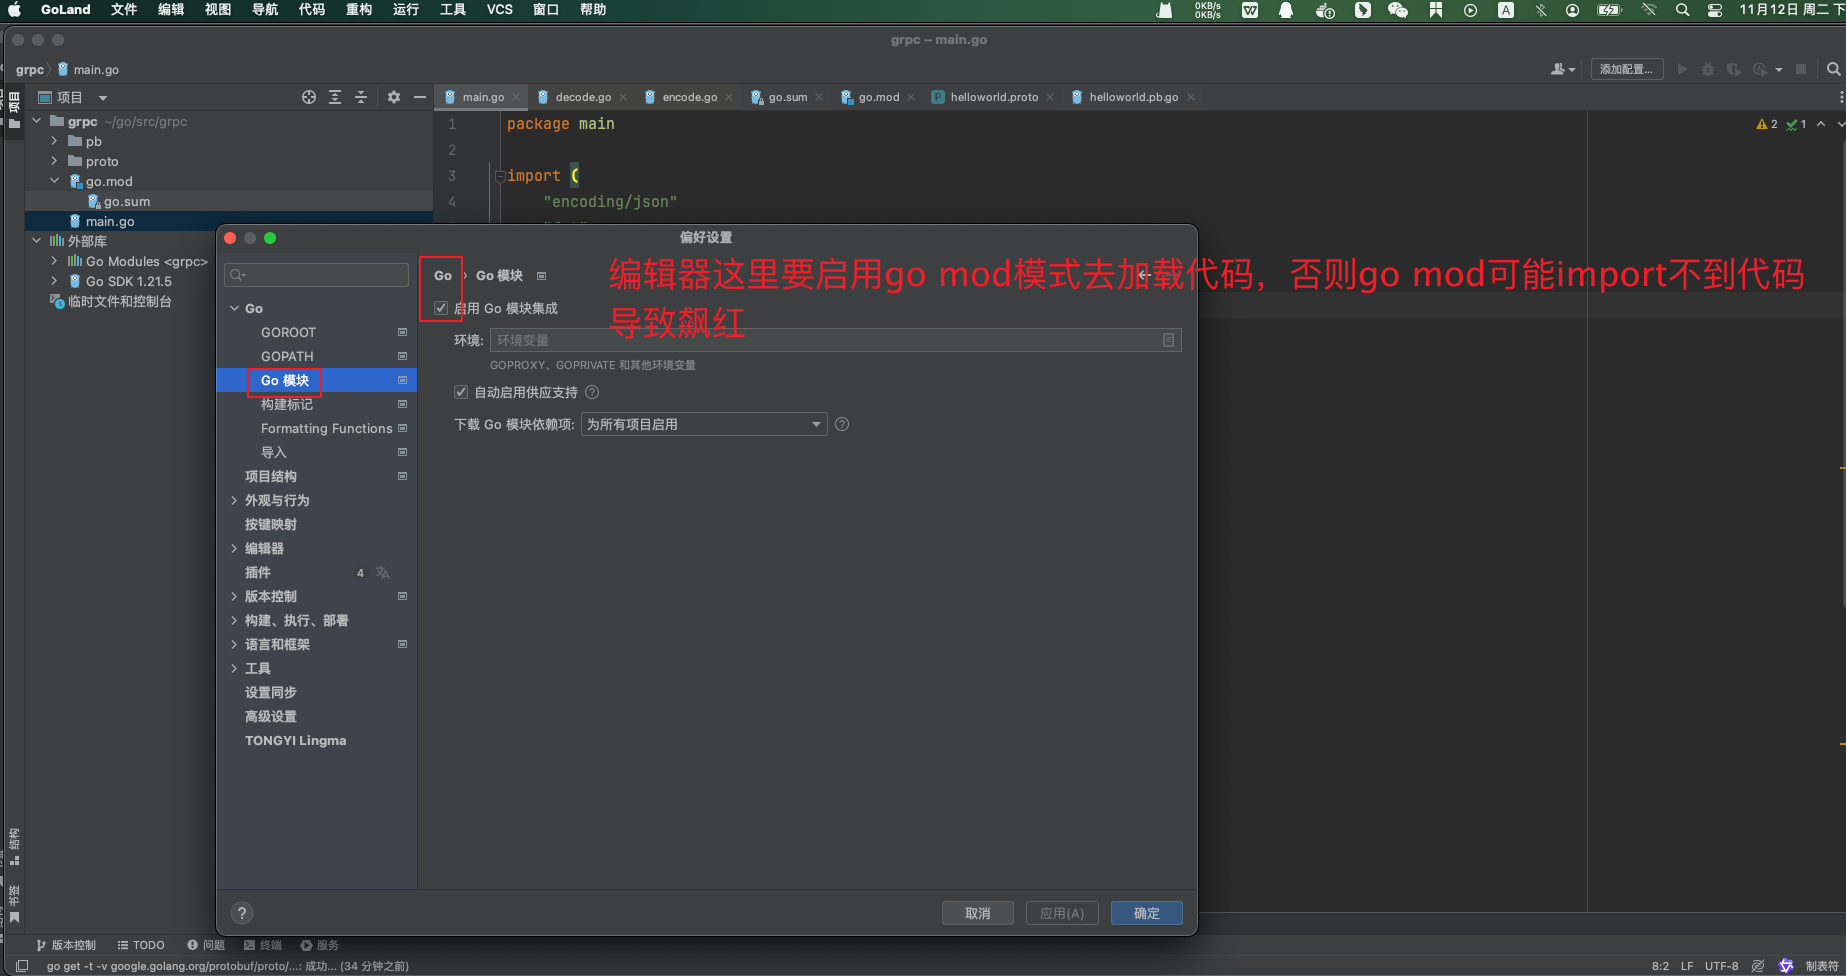 GoLand 文件 编辑 视图 导航 代码 重构 运行 工具 VCS 窗口 帮助 0KB/s 0KB/s 11月12日 周二 下
grpc – main.go
grpc main.go 添加配置...
项目 项目 main.go decode.go encode.go go.sum go.mod helloworld.proto helloworld.pb.go
grpc ~/go/src/grpc 1 package main 2 1
pb 2
proto
go.mod 3 import (
go.sum 4 "encoding/json"
main.go
外部库
Go Modules <grpc>
Go SDK 1.21.5
临时文件和控制台
偏好设置
Go › Go 模块
编辑器这里要启用go mod模式去加载代码，否则go mod可能import不到代码
导致飙红
启用 Go 模块集成
环境: 环境变量
GOPROXY、GOPRIVATE 和其他环境变量
自动启用供应支持 ?
下载 Go 模块依赖项: 为所有项目启用 ?
Go
GOROOT
GOPATH
Go 模块
构建标记
Formatting Functions
导入
项目结构
外观与行为
按键映射
编辑器
插件 4
版本控制
构建、执行、部署
语言和框架
工具
设置同步
高级设置
TONGYI Lingma
? 取消 应用(A) 确定
结构
书签
版本控制 TODO 问题 终端 服务
go get -t -v google.golang.org/protobuf/proto/...: 成功... (34 分钟之前) 8:2 LF UTF-8 制表符